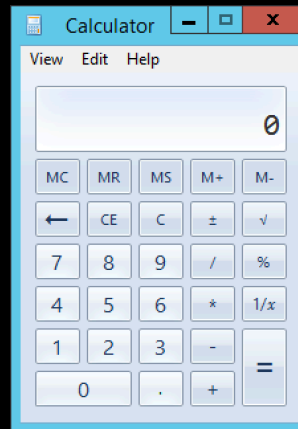 Calculator
View Edit Help
0
MC MR MS M+ M-
← CE C ± √
7 8 9 / %
4 5 6 * 1/x
1 2 3 - =
0 . +